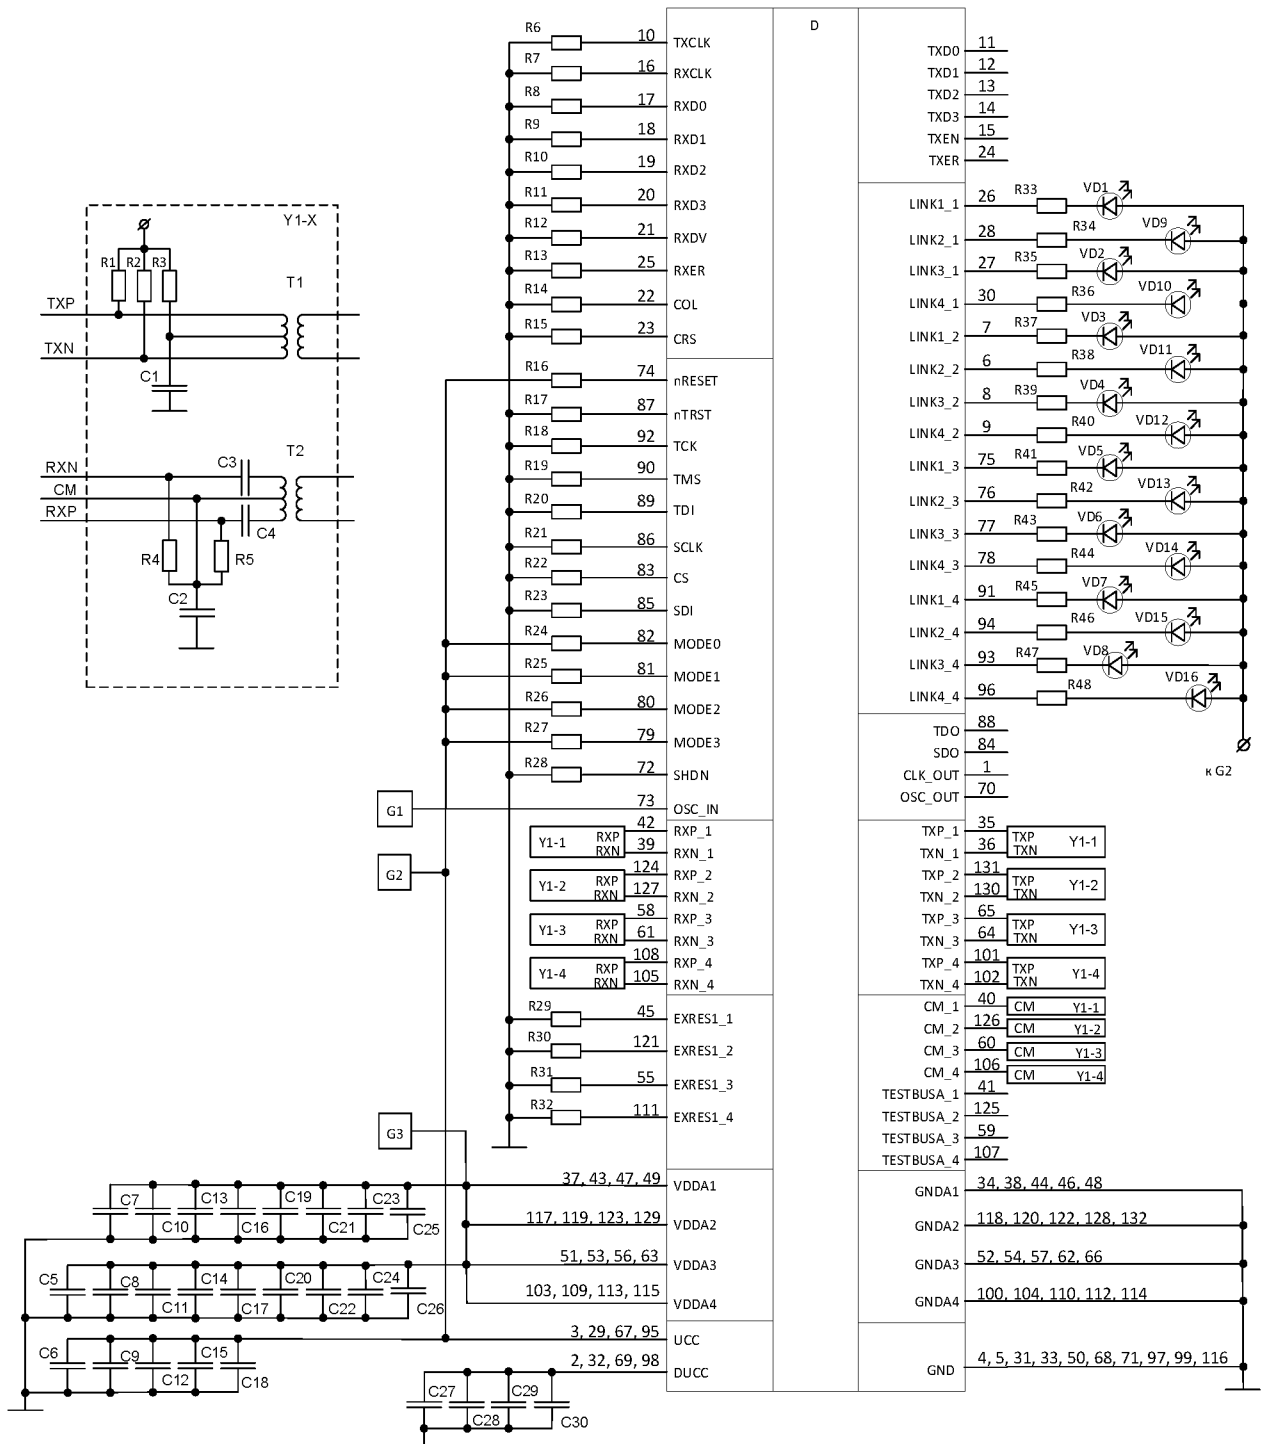 D
R6 10 TXCLK
R7 16 RXCLK
R8 17 RXD0
R9 18 RXD1
R10 19 RXD2
R11 20 RXD3
R12 21 RXDV
R13 25 RXER
R14 22 COL
R15 23 CRS
R16 74 nRESET
R17 87 nTRST
R18 92 TCK
R19 90 TMS
R20 89 TDI
R21 86 SCLK
R22 83 CS
R23 85 SDI
R24 82 MODE0
R25 81 MODE1
R26 80 MODE2
R27 79 MODE3
R28 72 SHDN
G1 73 OSC_IN
Y1-1 RXP 42 RXP_1
RXN 39 RXN_1
G2
Y1-2 RXP 124 RXP_2
RXN 127 RXN_2
Y1-3 RXP 58 RXP_3
RXN 61 RXN_3
Y1-4 RXP 108 RXP_4
RXN 105 RXN_4
R29 45 EXRES1_1
R30 121 EXRES1_2
R31 55 EXRES1_3
R32 111 EXRES1_4
G3
37, 43, 47, 49 VDDA1
117, 119, 123, 129 VDDA2
51, 53, 56, 63 VDDA3
103, 109, 113, 115 VDDA4
3, 29, 67, 95 UCC
2, 32, 69, 98 DUCC
Y1-X
R1 R2 R3
T1
TXP
TXN
C1
T2
RXN
CM
RXP
C3
C4
R4 R5
C2
C7 C13 C19 C23
C10 C16 C21 C25
C5 C8 C14 C20 C24
C11 C17 C22 C26
C6 C9 C15
C12 C18
C27 C29
C28 C30
TXD0 11
TXD1 12
TXD2 13
TXD3 14
TXEN 15
TXER 24
LINK1_1 26 R33 VD1
LINK2_1 28 R34 VD9
LINK3_1 27 R35 VD2
LINK4_1 30 R36 VD10
LINK1_2 7 R37 VD3
LINK2_2 6 R38 VD11
LINK3_2 8 R39 VD4
LINK4_2 9 R40 VD12
LINK1_3 75 R41 VD5
LINK2_3 76 R42 VD13
LINK3_3 77 R43 VD6
LINK4_3 78 R44 VD14
LINK1_4 91 R45 VD7
LINK2_4 94 R46 VD15
LINK3_4 93 R47 VD8
LINK4_4 96 R48 VD16
к G2
TDO 88
SDO 84
CLK_OUT 1
OSC_OUT 70
TXP_1 35 TXP Y1-1
TXN_1 36 TXN
TXP_2 131 TXP Y1-2
TXN_2 130 TXN
TXP_3 65 TXP Y1-3
TXN_3 64 TXN
TXP_4 101 TXP Y1-4
TXN_4 102 TXN
CM_1 40 CM Y1-1
CM_2 126 CM Y1-2
CM_3 60 CM Y1-3
CM_4 106 CM Y1-4
TESTBUSA_1 41
TESTBUSA_2 125
TESTBUSA_3 59
TESTBUSA_4 107
GNDA1 34, 38, 44, 46, 48
GNDA2 118, 120, 122, 128, 132
GNDA3 52, 54, 57, 62, 66
GNDA4 100, 104, 110, 112, 114
GND 4, 5, 31, 33, 50, 68, 71, 97, 99, 116